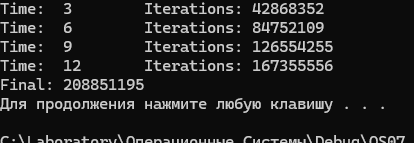 Time:  3        Iterations: 42868352
Time:  6        Iterations: 84752109
Time:  9        Iterations: 126554255
Time:  12       Iterations: 167355556
Final: 208851195
Для продолжения нажмите любую клавишу . . .
C:\Laboratory\Операционные Системы\Debug\OS07